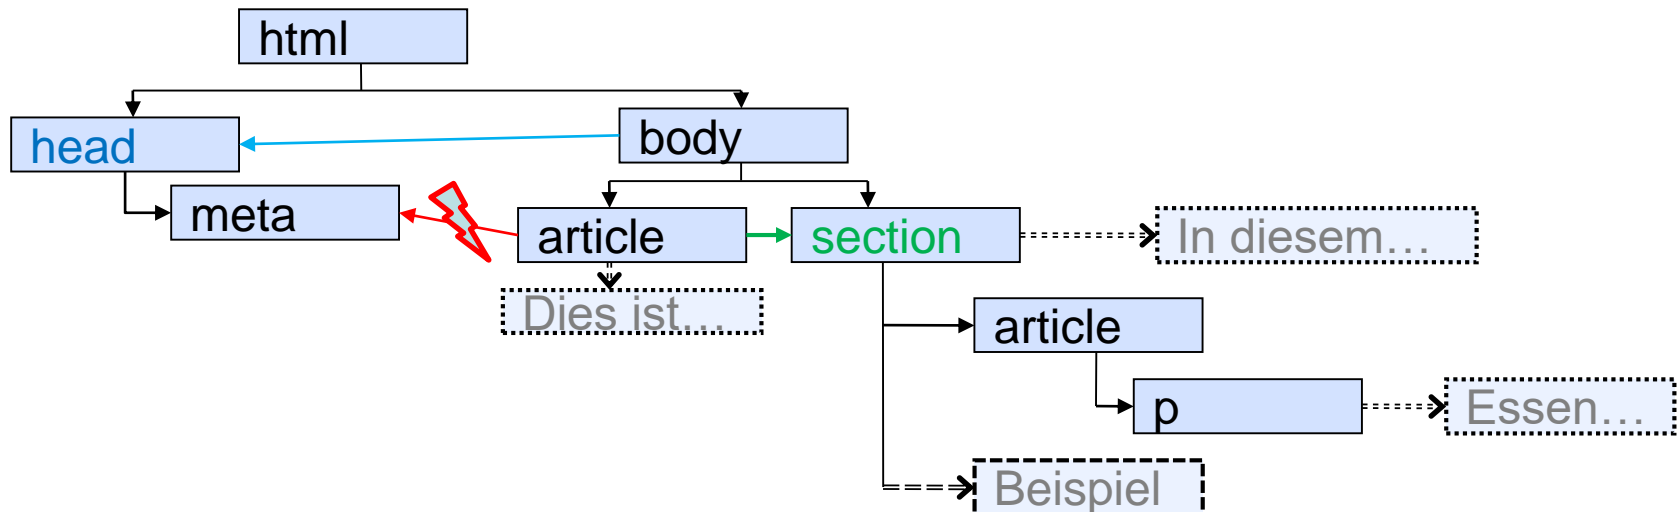 html
head
body
meta
article
section
In diesem…
Dies ist…
article
p
Essen…
Beispiel